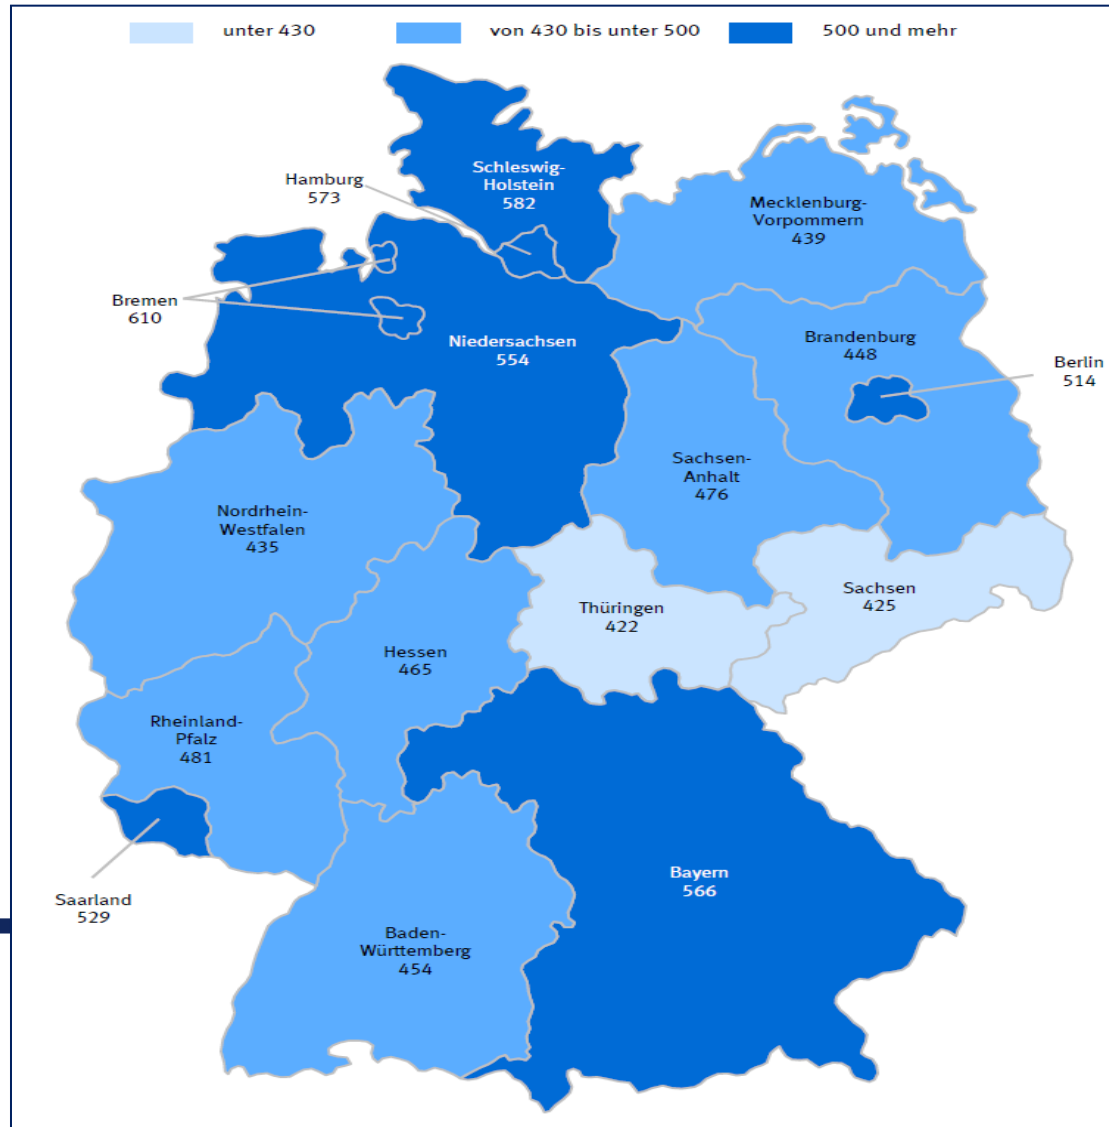 unter 430
von 430 bis unter 500
500 und mehr
Schleswig-
Holstein
582
Hamburg
573
Mecklenburg-
Vorpommern
439
Bremen
610
Niedersachsen
554
Brandenburg
448
Berlin
514
Sachsen-
Anhalt
476
Nordrhein-
Westfalen
435
Sachsen
425
Thüringen
422
Hessen
465
Rheinland-
Pfalz
481
Saarland
529
Bayern
566
Baden-
Württemberg
454